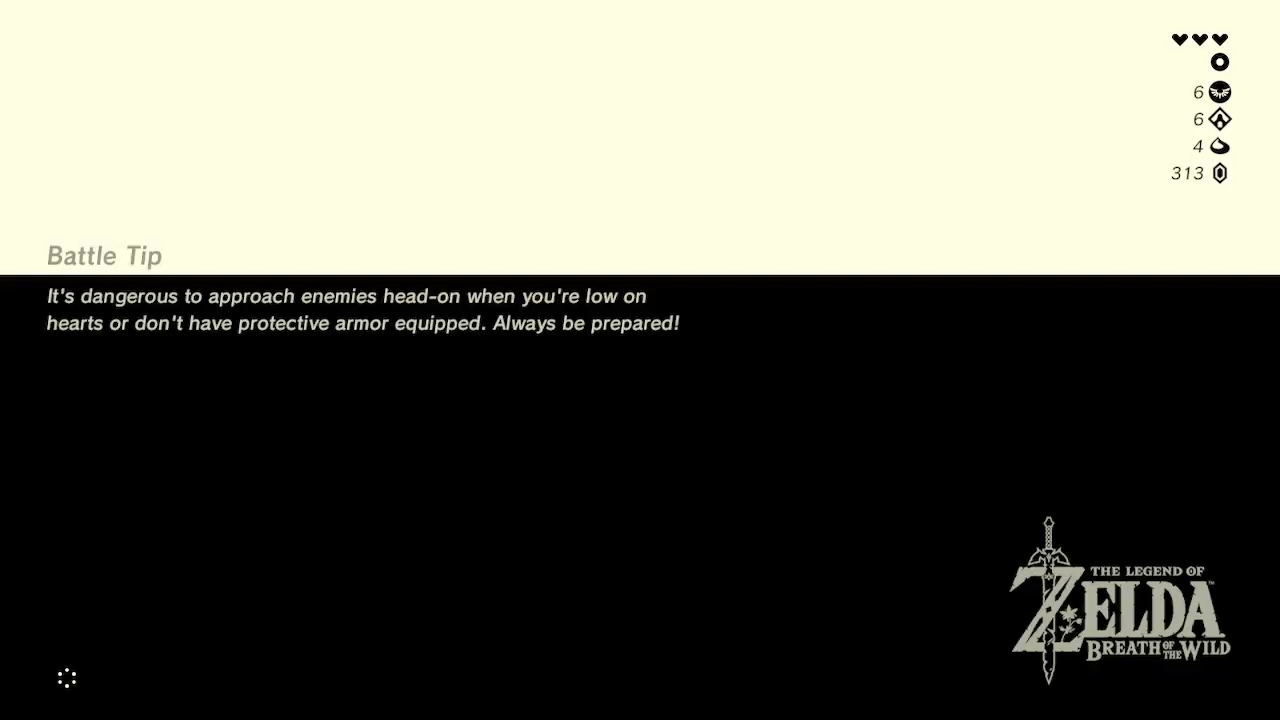 6
6
4
313
Battle Tip
It's dangerous to approach enemies head-on when you're low on
hearts or don't have protective armor equipped. Always be prepared!
THE LEGEND OF
ZELDA™
BREATH OF THE WILD